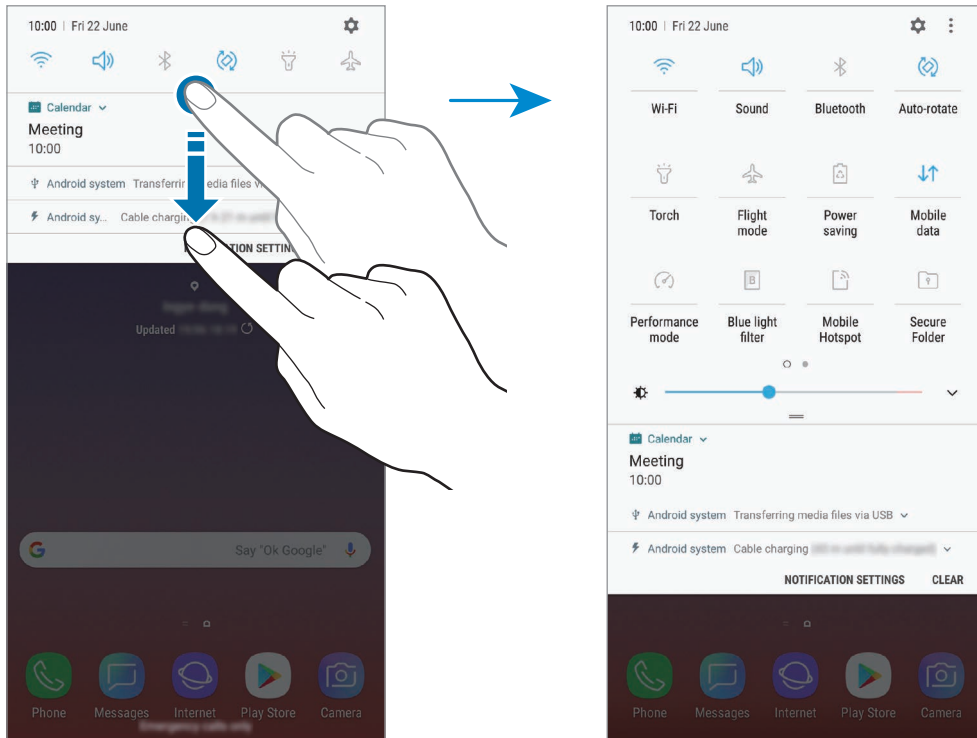 10:00 | Fri 22 June
Calendar
Meeting
10:00
Android system Transferrin edia files v
Android sy... Cable charging
TION SETTIN
Updated
G Say "Ok Google"
Phone Messages Internet Play Store Camera
Emergency calls only
10:00 | Fri 22 June
Wi-Fi Sound Bluetooth Auto-rotate
Torch Flight mode Power saving Mobile data
B
Performance mode Blue light filter Mobile Hotspot Secure Folder
Calendar
Meeting
10:00
Android system Transferring media files via USB
Android system Cable charging
NOTIFICATION SETTINGS CLEAR
Phone Messages Internet Play Store Camera